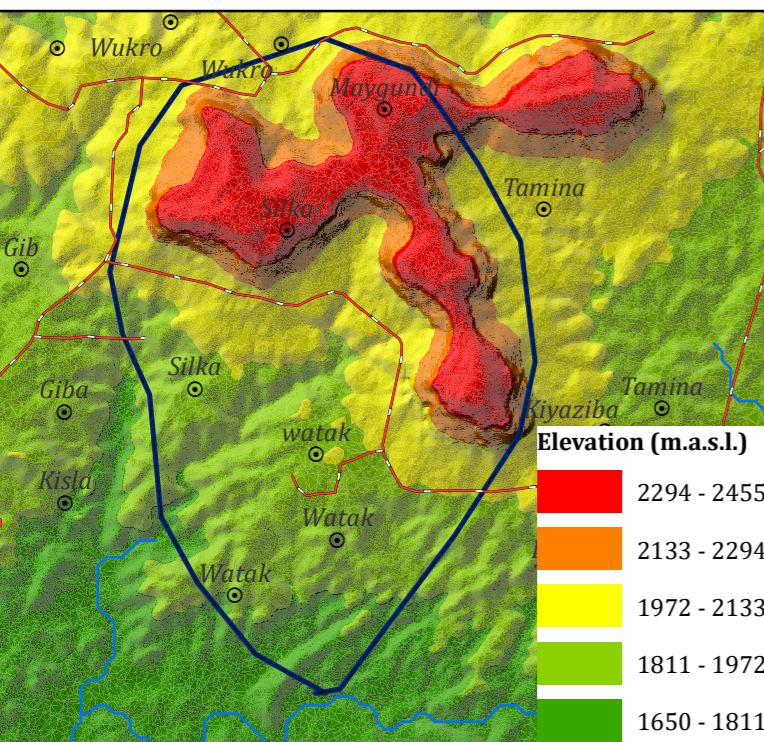 Wukro
Wukro
Maygundi
Tamina
Silka
Gib
Silka
Giba
Tamina
Kiyaziba
watak
Elevation (m.a.s.l.)
Kisla
2294 - 2455
Watak
2133 - 2294
Watak
1972 - 2133
1811 - 1972
1650 - 1811